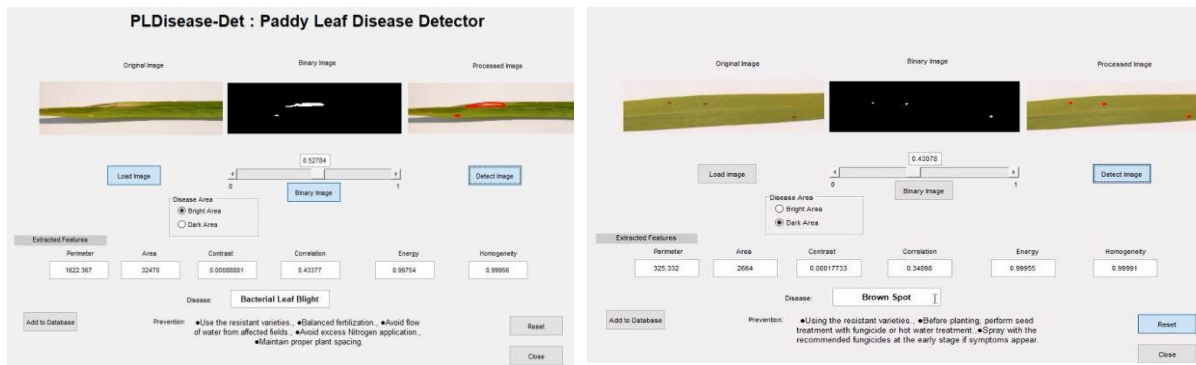 PLDisease-Det : Paddy Leaf Disease Detector
Original Image
Binary Image
Processed Image
0.52784
Load Image
0
1
Detect Image
Binary Image
Disease Area
Bright Area
Dark Area
Extracted Features
Perimeter Area Contrast Correlation Energy Homogeneity
1622.367 32470 0.00088801 0.43377 0.99754 0.99956
Disease: Bacterial Leaf Blight
Add to Database
Prevention: ●Use the resistant varieties., ●Balanced fertilization., ●Avoid flow
of water from affected fields., ●Avoid excess Nitrogen application.,
●Maintain proper plant spacing.
Reset
Close
Original Image
Binary Image
Processed Image
0.43078
Load Image
0
1
Detect Image
Binary Image
Disease Area
Bright Area
Dark Area
Extracted Features
Perimeter Area Contrast Correlation Energy Homogeneity
325.332 2664 0.00017733 0.34898 0.99955 0.99991
Disease: Brown Spot
Add to Database
Prevention: ●Using the resistant varieties., ●Before planting, perform seed
treatment with fungicide or hot water treatment.,●Spray with the
recommended fungicides at the early stage if symptoms appear.
Reset
Close